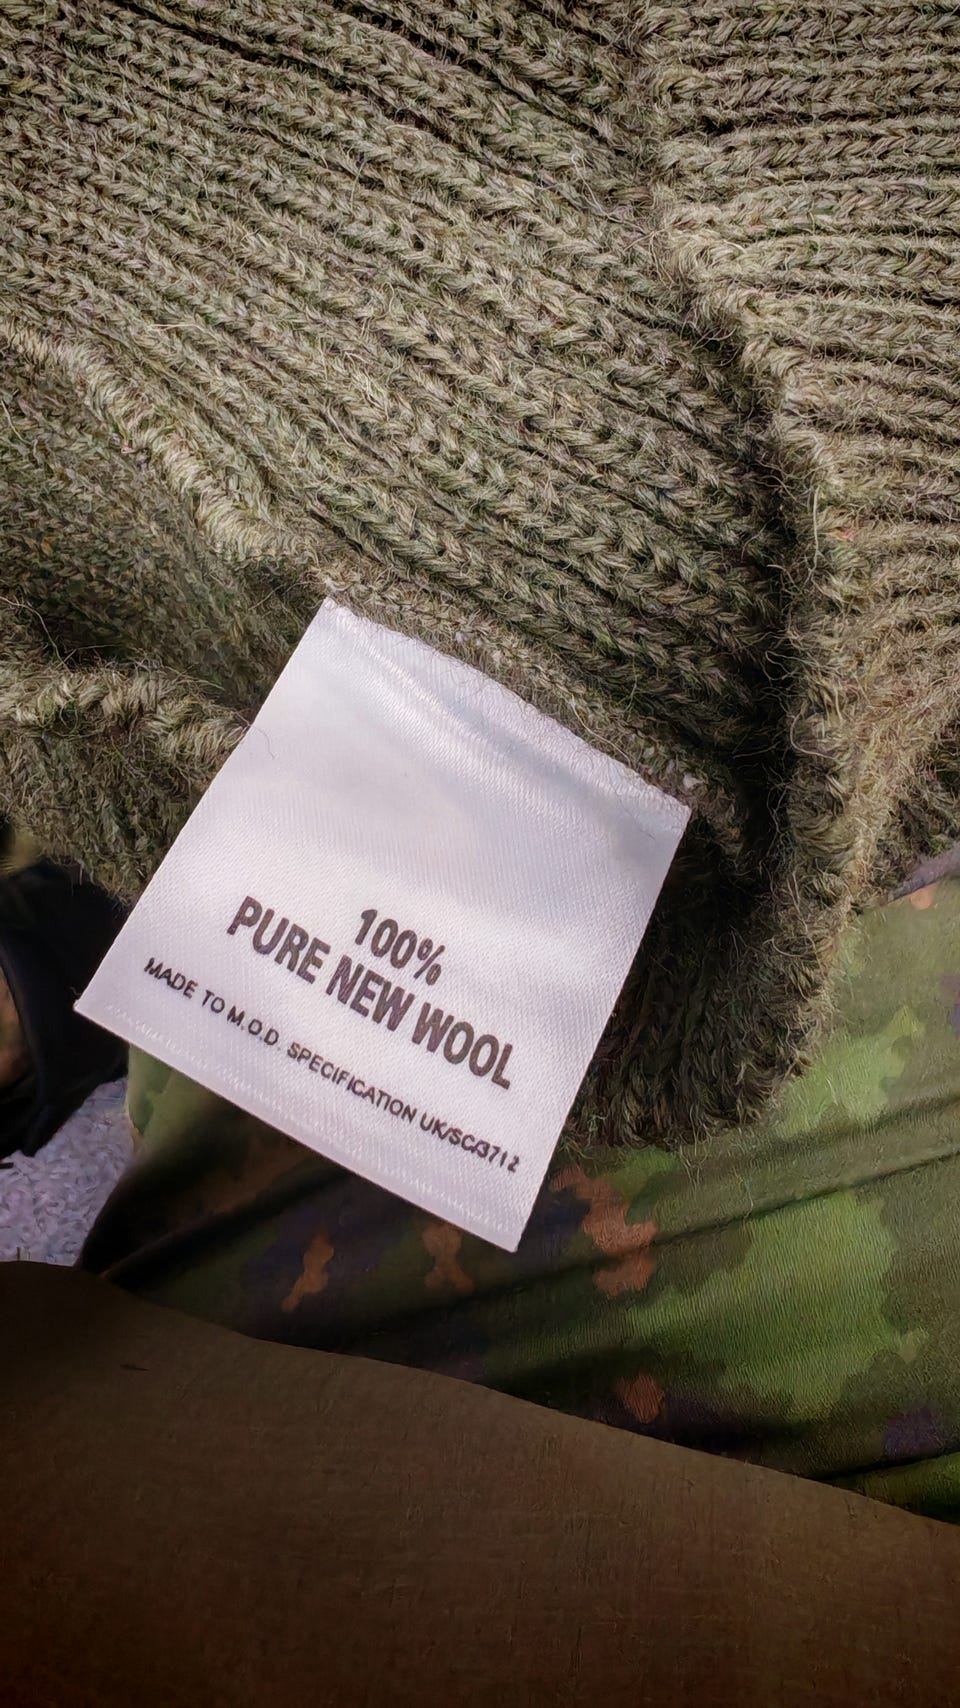 100%
PURE NEW WOOL
MADE TO M.O.D. SPECIFICATION UK/SC/3712